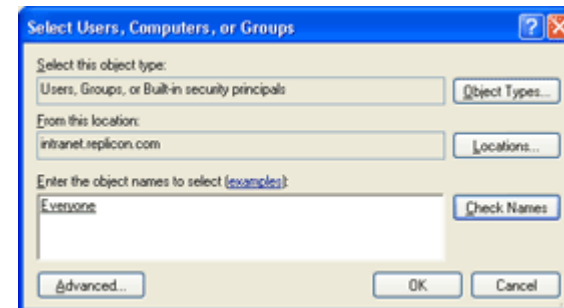 Select Users, Computers, or Groups
Select this object type:
Users, Groups, or Built-in security principals
Object Types...
From this location:
intranet.replicon.com
Locations...
Enter the object names to select (examples):
Everyone
Check Names
Advanced...
OK
Cancel